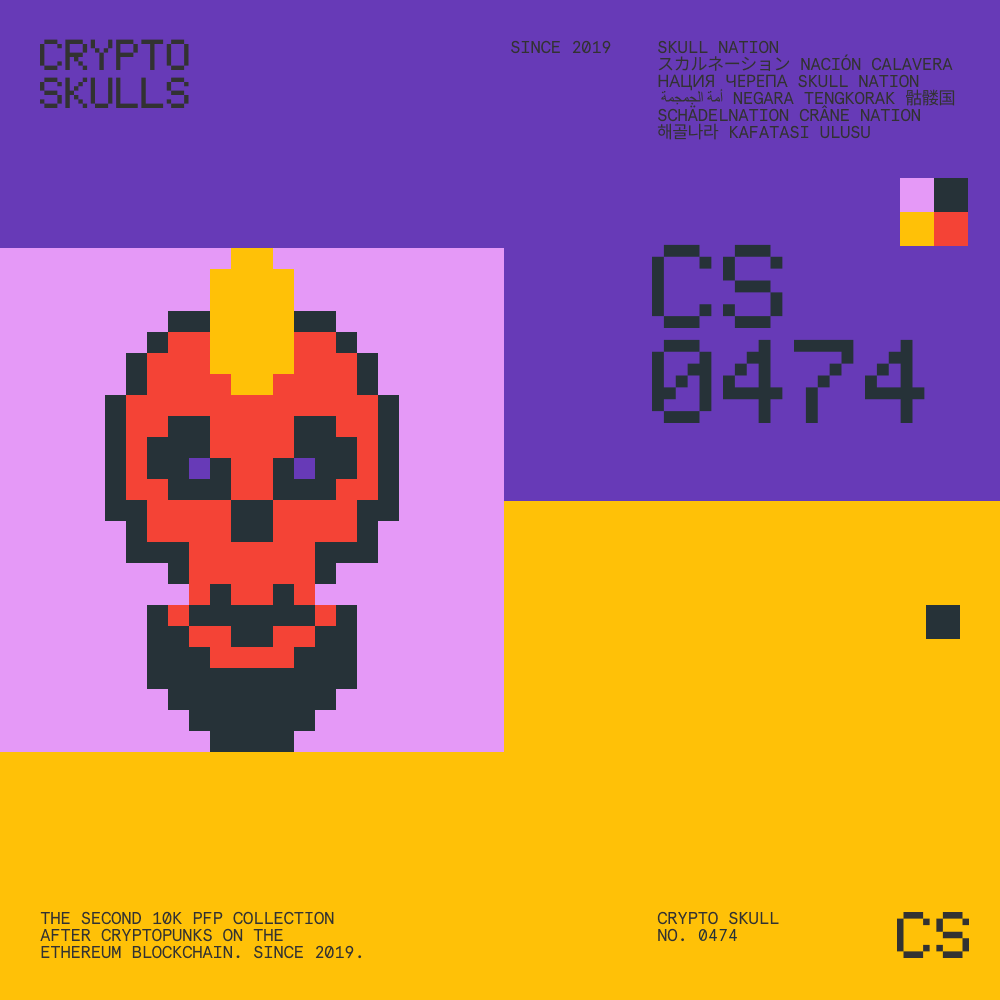 CRYPTO
SKULLS
SINCE 2019
SKULL NATION
スカルネーション NACIÓN CALAVERA
НАЦИЯ ЧЕРЕПА SKULL NATION
أمة الجمجمة NEGARA TENGKORAK 骷髅国
SCHÄDELNATION CRÂNE NATION
해골나라 KAFATASI ULUSU
CS
0474
THE SECOND 10K PFP COLLECTION
AFTER CRYPTOPUNKS ON THE
ETHEREUM BLOCKCHAIN. SINCE 2019.
CRYPTO SKULL
NO. 0474
CS